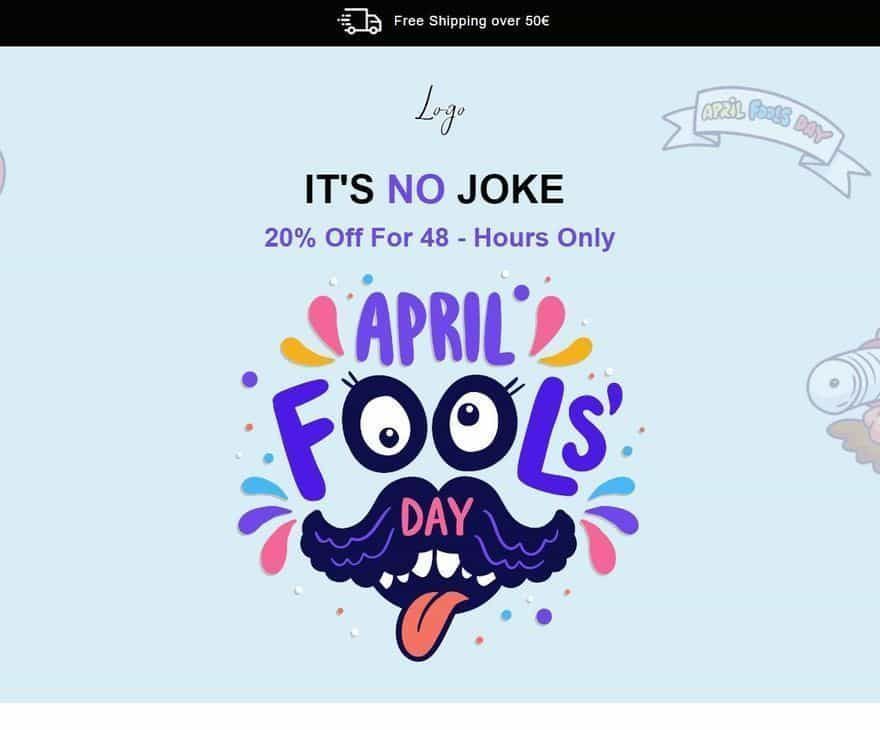 Free Shipping over 50€
Logo
APRIL FOOLS DAY
IT'S NO JOKE
20% Off For 48 - Hours Only
APRIL
FOOLS'
DAY